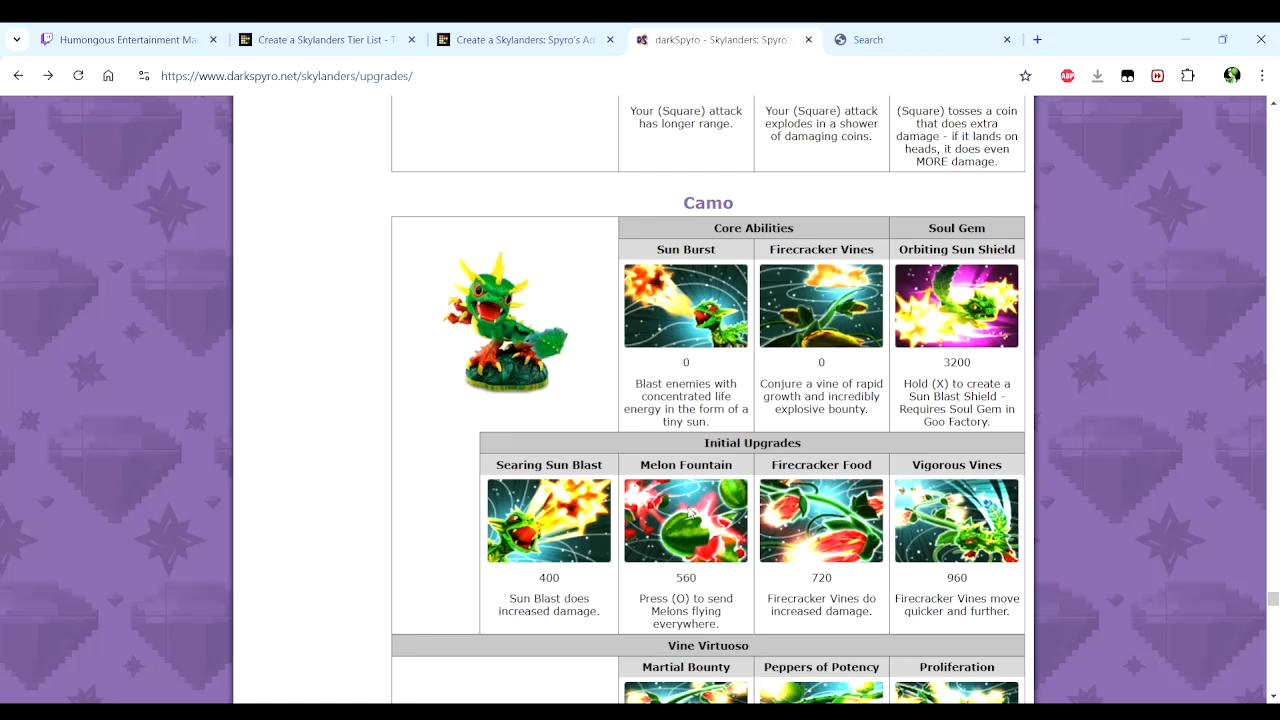 Humongous Entertainment Ma
Create a Skylanders Tier List - T
Create a Skylanders: Spyro's Ad
darkSpyro - Skylanders: Spyro'
Search
https://www.darkspyro.net/skylanders/upgrades/
ABP
Your (Square) attack
has longer range.
Your (Square) attack
explodes in a shower
of damaging coins.
(Square) tosses a coin
that does extra
damage - if it lands on
heads, it does even
MORE damage.
Camo
Core Abilities
Soul Gem
Sun Burst
Firecracker Vines
Orbiting Sun Shield
0
0
3200
Blast enemies with
concentrated life
energy in the form of a
tiny sun.
Conjure a vine of rapid
growth and incredibly
explosive bounty.
Hold (X) to create a
Sun Blast Shield -
Requires Soul Gem in
Goo Factory.
Initial Upgrades
Searing Sun Blast
Melon Fountain
Firecracker Food
Vigorous Vines
400
560
720
960
Sun Blast does
increased damage.
Press (O) to send
Melons flying
everywhere.
Firecracker Vines do
increased damage.
Firecracker Vines move
quicker and further.
Vine Virtuoso
Martial Bounty
Peppers of Potency
Proliferation